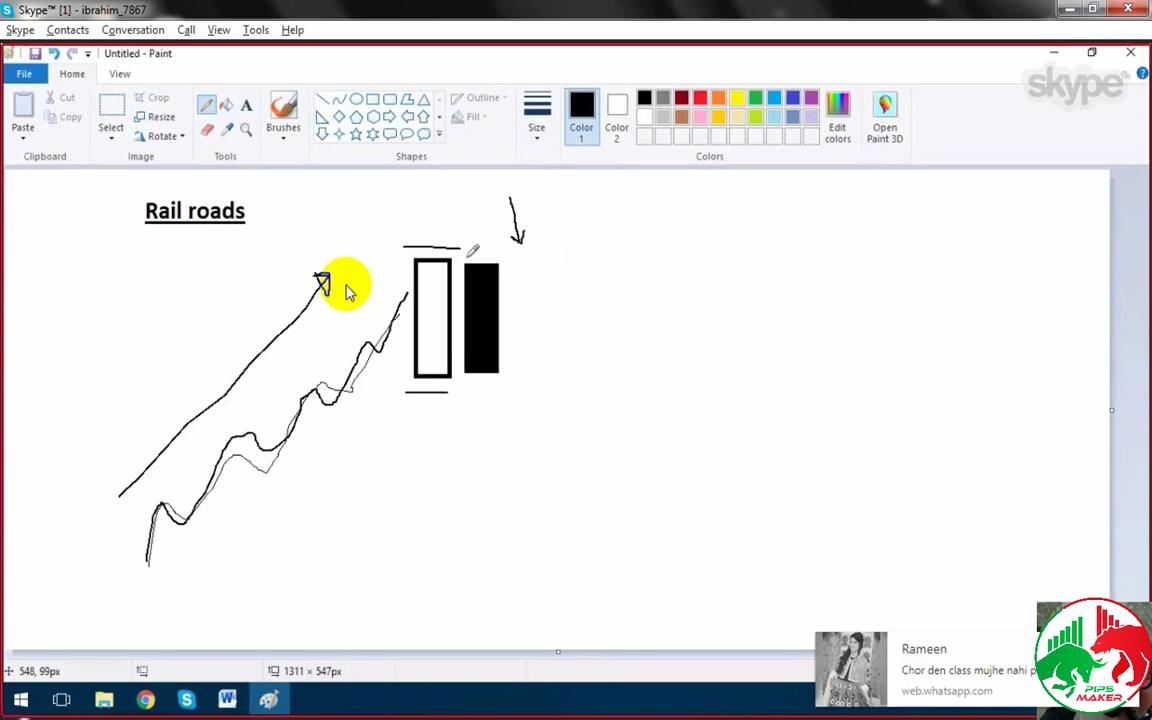 Skype™ [1] - ibrahim_7867
Skype Contacts Conversation Call View Tools Help
Untitled - Paint
skype™
File Home View
Cut
Copy
Paste
Crop
Resize
Rotate
Select
A
Brushes
Outline
Fill
Size
Color 1
Color 2
Edit colors
Open Paint 3D
Clipboard Image Tools Shapes Colors
Rail roads
Rameen
Chor den class mujhe nahi p
web.whatsapp.com
PIPS MAKER
548, 99px
1311 × 547px